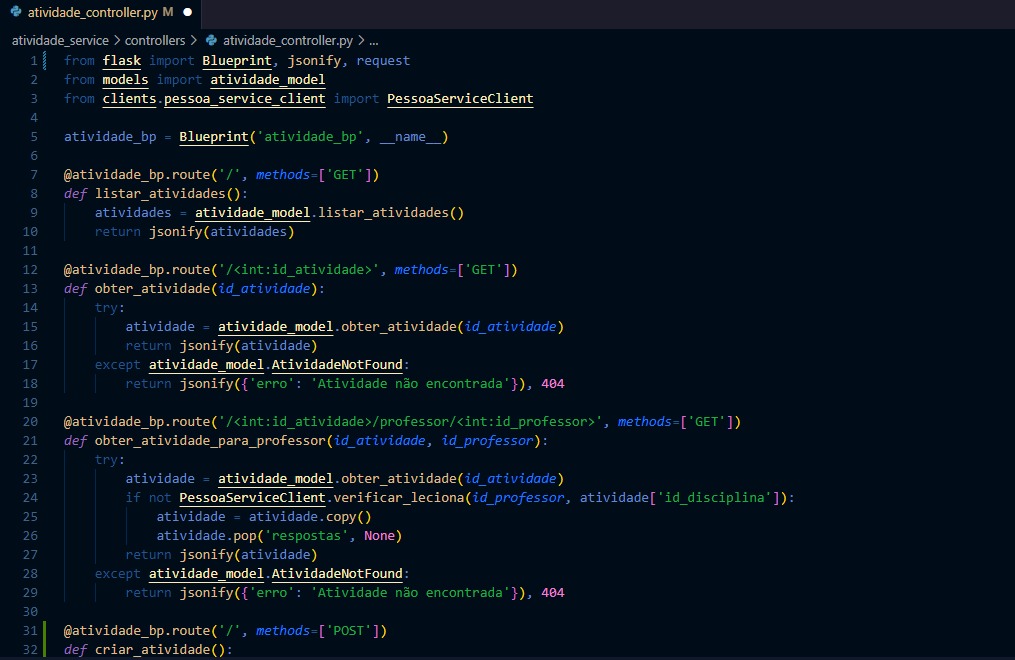 atividade_controller.py M ●
atividade_service > controllers > atividade_controller.py > ...
1 from flask import Blueprint, jsonify, request
2 from models import atividade_model
3 from clients.pessoa_service_client import PessoaServiceClient
4
5 atividade_bp = Blueprint('atividade_bp', __name__)
6
7 @atividade_bp.route('/', methods=['GET'])
8 def listar_atividades():
9     atividades = atividade_model.listar_atividades()
10     return jsonify(atividades)
11
12 @atividade_bp.route('/<int:id_atividade>', methods=['GET'])
13 def obter_atividade(id_atividade):
14     try:
15         atividade = atividade_model.obter_atividade(id_atividade)
16         return jsonify(atividade)
17     except atividade_model.AtividadeNotFound:
18         return jsonify({'erro': 'Atividade não encontrada'}), 404
19
20 @atividade_bp.route('/<int:id_atividade>/professor/<int:id_professor>', methods=['GET'])
21 def obter_atividade_para_professor(id_atividade, id_professor):
22     try:
23         atividade = atividade_model.obter_atividade(id_atividade)
24         if not PessoaServiceClient.verificar_leciona(id_professor, atividade['id_disciplina']):
25             atividade = atividade.copy()
26             atividade.pop('respostas', None)
27         return jsonify(atividade)
28     except atividade_model.AtividadeNotFound:
29         return jsonify({'erro': 'Atividade não encontrada'}), 404
30
31 @atividade_bp.route('/', methods=['POST'])
32 def criar_atividade():